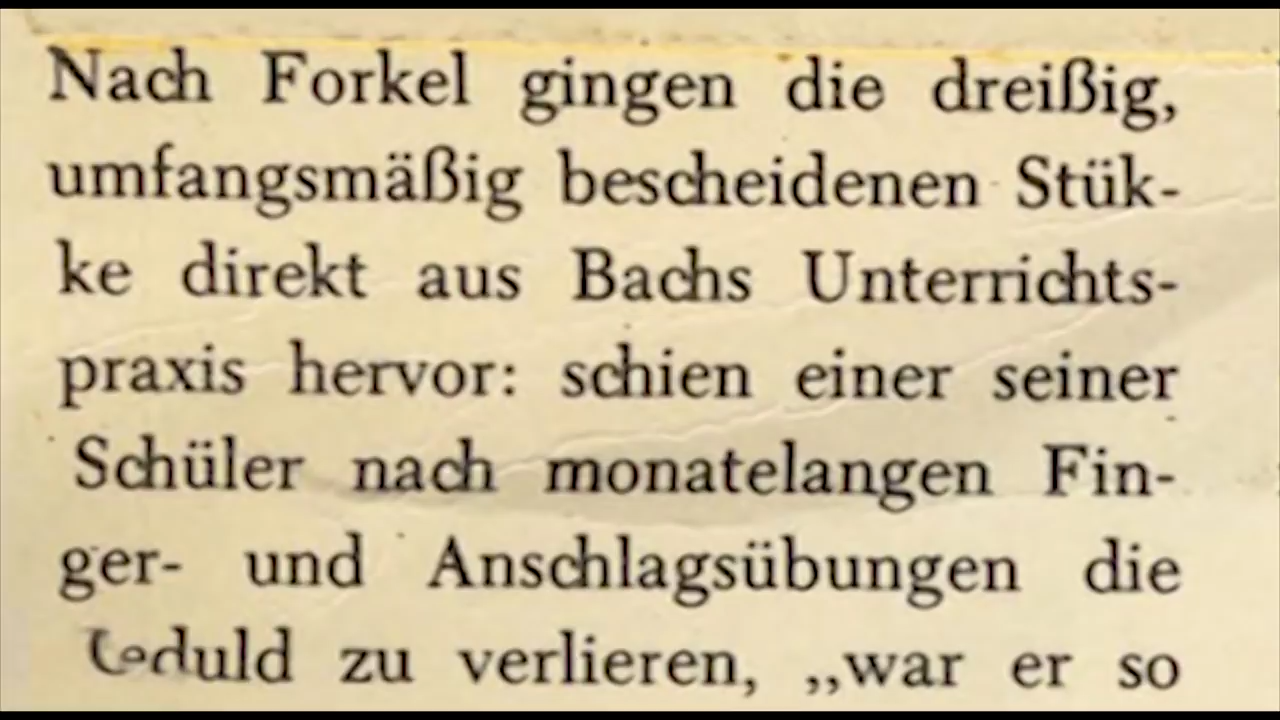 Nach Forkel gingen die dreißig,
umfangsmäßig bescheidenen Stük-
ke direkt aus Bachs Unterrichts-
praxis hervor: schien einer seiner
Schüler nach monatelangen Fin-
ger- und Anschlagsübungen die
Geduld zu verlieren, „war er so